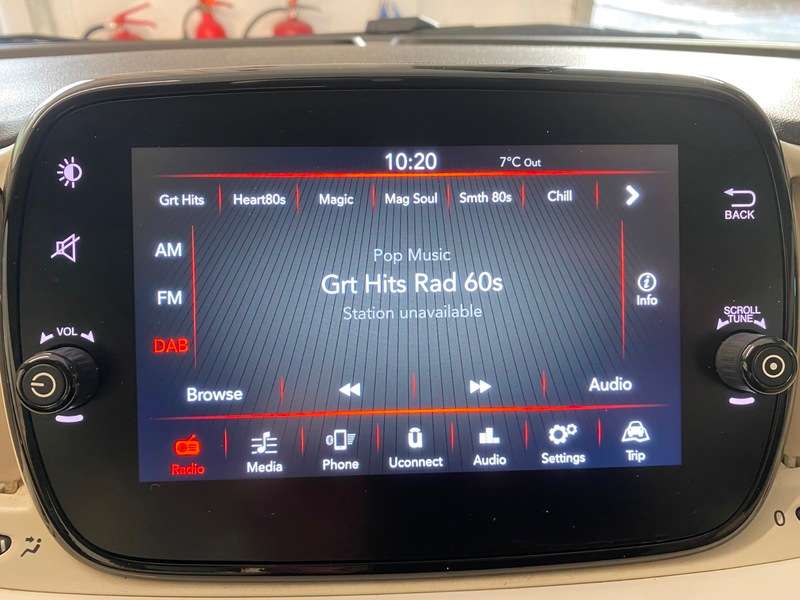 10:20 7°C Out
Grt Hits Heart80s Magic Mag Soul Smth 80s Chill
BACK
AM
Pop Music
FM
Grt Hits Rad 60s
Info
Station unavailable
VOL
SCROLL
TUNE
DAB
Browse Audio
Radio Media Phone Uconnect Audio Settings Trip
0